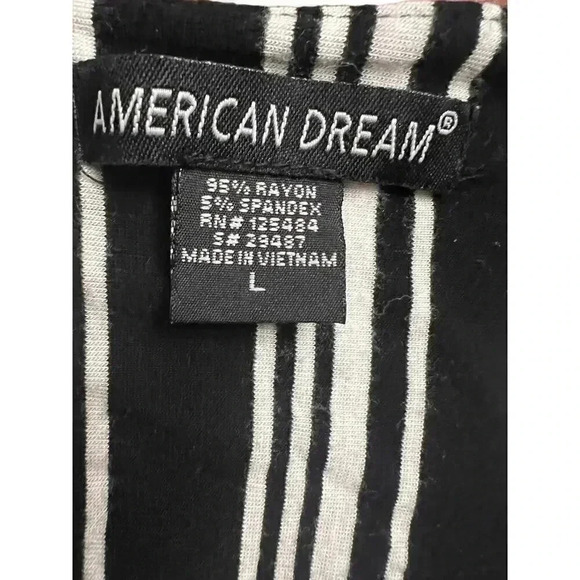 AMERICAN DREAM®
95% RAYON
5% SPANDEX
RN# 125484
S# 29487
MADE IN VIETNAM
L